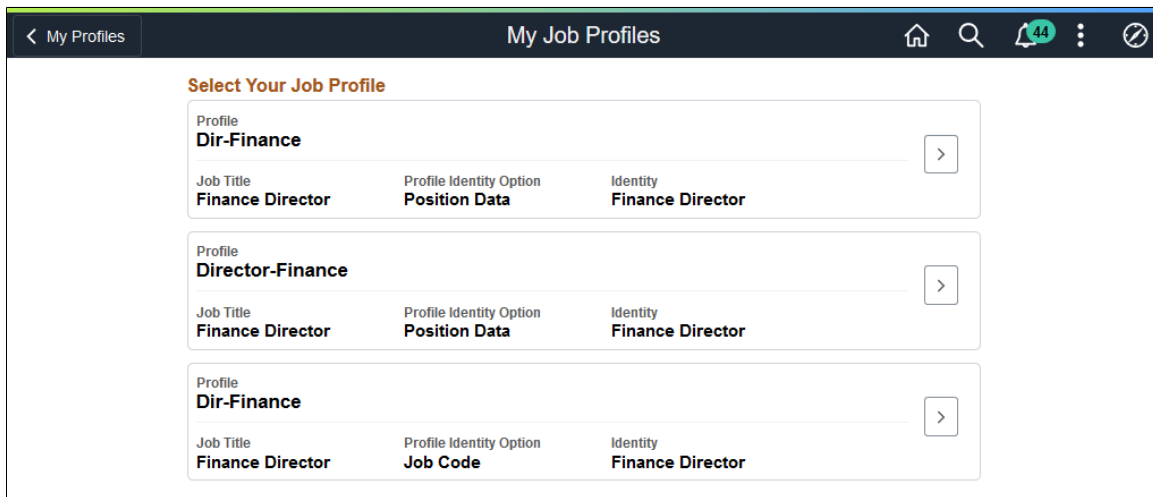 My Profiles
My Job Profiles
44
Select Your Job Profile
Profile
Dir-Finance
Job Title Profile Identity Option Identity
Finance Director Position Data Finance Director
Profile
Director-Finance
Job Title Profile Identity Option Identity
Finance Director Position Data Finance Director
Profile
Dir-Finance
Job Title Profile Identity Option Identity
Finance Director Job Code Finance Director